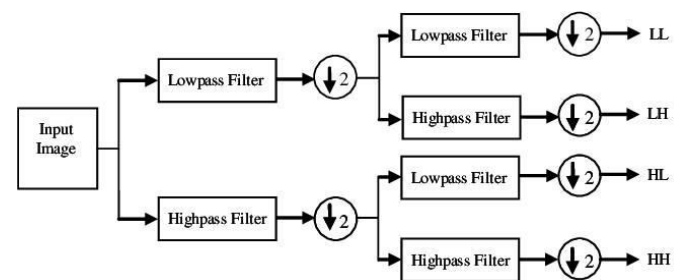 Lowpass Filter ↓2 LL
Lowpass Filter ↓2
Highpass Filter ↓2 LH
Input
Image
Lowpass Filter ↓2 HL
Highpass Filter ↓2
Highpass Filter ↓2 HH